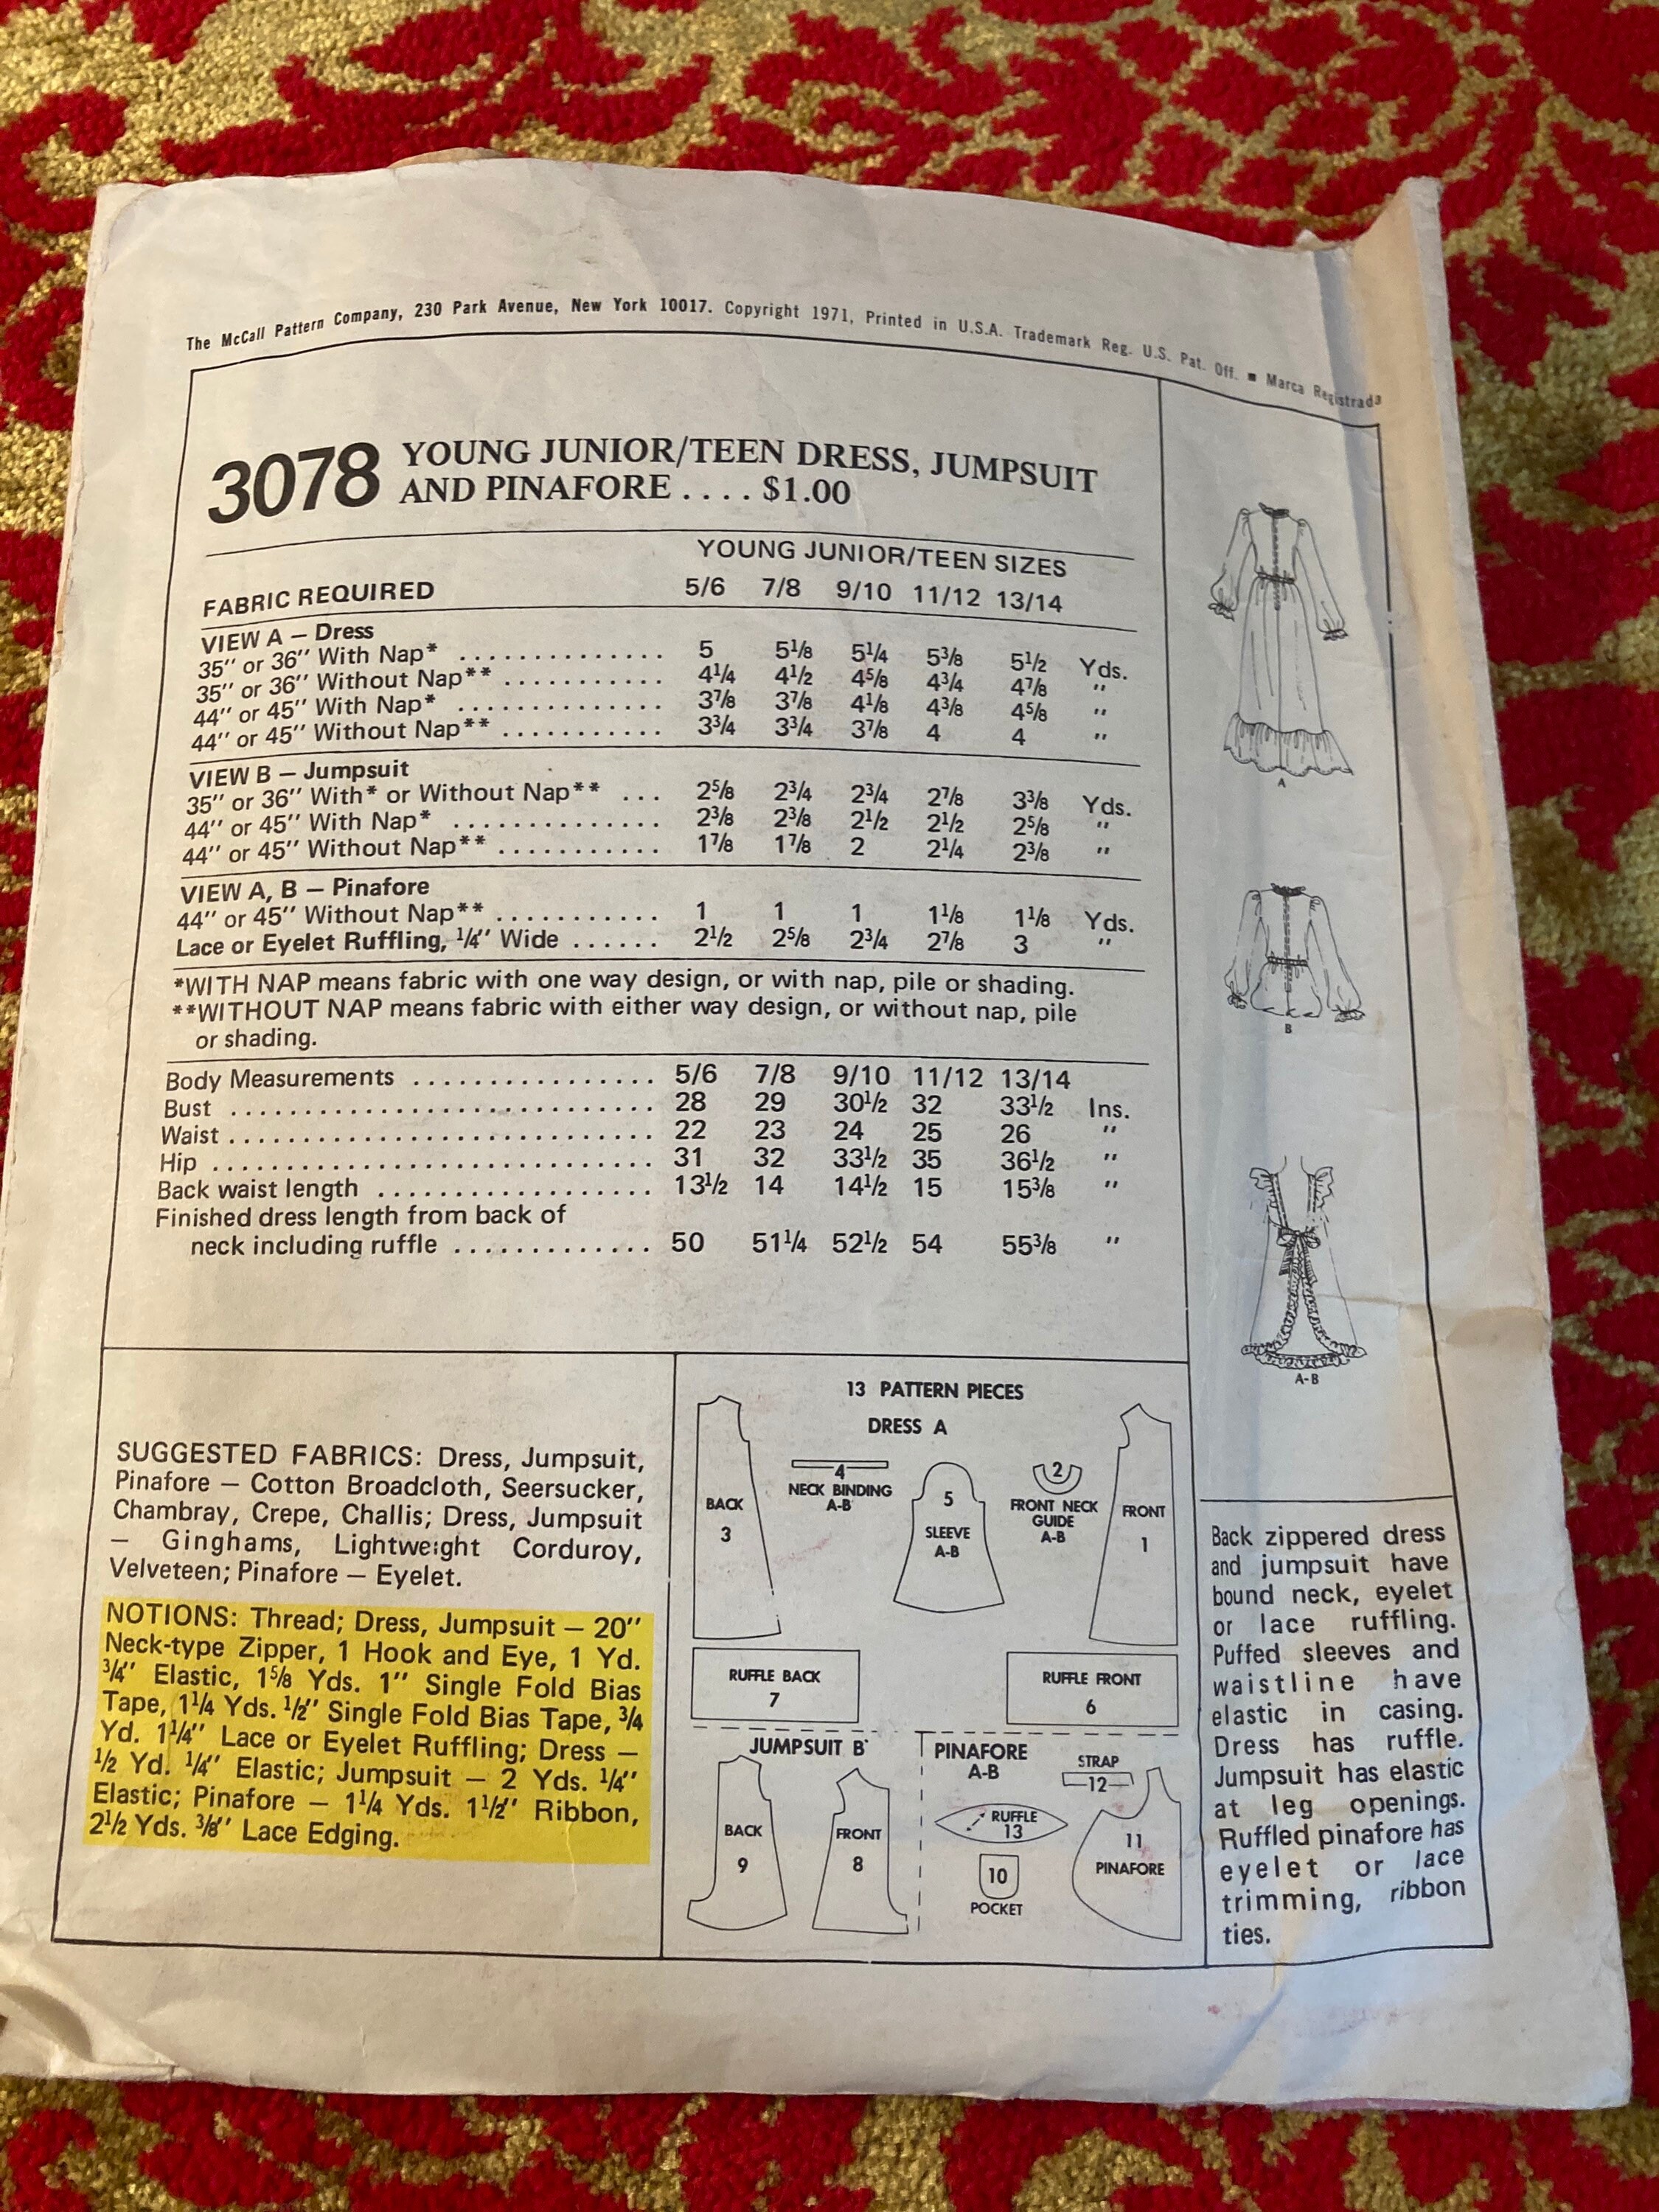 The McCall Pattern Company, 230 Park Avenue, New York 10017. Copyright 1971, Printed in U.S.A. Trademark Reg. U.S. Pat. Off. ■ Marca Registrada
3078 YOUNG JUNIOR/TEEN DRESS, JUMPSUIT
AND PINAFORE .... $1.00
YOUNG JUNIOR/TEEN SIZES
FABRIC REQUIRED 5/6 7/8 9/10 11/12 13/14
VIEW A – Dress
35" or 36" With Nap* .............. 5 5⅛ 5¼ 5⅜ 5½ Yds.
35" or 36" Without Nap** ........... 4¼ 4½ 4⅝ 4¾ 4⅞ "
44" or 45" With Nap* .............. 3⅞ 3⅞ 4⅛ 4⅜ 4⅝ "
44" or 45" Without Nap** ........... 3¾ 3¾ 3⅞ 4 4 "
VIEW B – Jumpsuit
35" or 36" With* or Without Nap** ... 2⅝ 2¾ 2¾ 2⅞ 3⅜ Yds.
44" or 45" With Nap* .............. 2⅜ 2⅜ 2½ 2½ 2⅝ "
44" or 45" Without Nap** ........... 1⅞ 1⅞ 2 2¼ 2⅜ "
VIEW A, B – Pinafore
44" or 45" Without Nap** ........... 1 1 1 1⅛ 1⅛ Yds.
Lace or Eyelet Ruffling, ¼" Wide ...... 2½ 2⅝ 2¾ 2⅞ 3 "
*WITH NAP means fabric with one way design, or with nap, pile or shading.
**WITHOUT NAP means fabric with either way design, or without nap, pile
or shading.
Body Measurements ................ 5/6 7/8 9/10 11/12 13/14
Bust ............................ 28 29 30½ 32 33½ Ins.
Waist ............................ 22 23 24 25 26 "
Hip ............................. 31 32 33½ 35 36½ "
Back waist length .................. 13½ 14 14½ 15 15⅜ "
Finished dress length from back of
neck including ruffle ............. 50 51¼ 52½ 54 55⅜ "
A
B
A-B
SUGGESTED FABRICS: Dress, Jumpsuit,
Pinafore – Cotton Broadcloth, Seersucker,
Chambray, Crepe, Challis; Dress, Jumpsuit
– Ginghams, Lightweight Corduroy,
Velveteen; Pinafore – Eyelet.
NOTIONS: Thread; Dress, Jumpsuit – 20"
Neck-type Zipper, 1 Hook and Eye, 1 Yd.
¾" Elastic, 1⅝ Yds. 1" Single Fold Bias
Tape, 1¼ Yds. ½" Single Fold Bias Tape, ¾
Yd. 1¼" Lace or Eyelet Ruffling; Dress –
½ Yd. ¼" Elastic; Jumpsuit – 2 Yds. ¼"
Elastic; Pinafore – 1¼ Yds. 1½" Ribbon,
2½ Yds. ⅜" Lace Edging.
13 PATTERN PIECES
DRESS A
BACK
3
4
NECK BINDING
A-B
5
SLEEVE
A-B
2
FRONT NECK
GUIDE
A-B
FRONT
1
RUFFLE BACK
7
RUFFLE FRONT
6
JUMPSUIT B
BACK
9
FRONT
8
PINAFORE
A-B
STRAP
12
RUFFLE
13
10
POCKET
11
PINAFORE
Back zippered dress
and jumpsuit have
bound neck, eyelet
or lace ruffling.
Puffed sleeves and
waistline have
elastic in casing.
Dress has ruffle.
Jumpsuit has elastic
at leg openings.
Ruffled pinafore has
eyelet or lace
trimming, ribbon
ties.